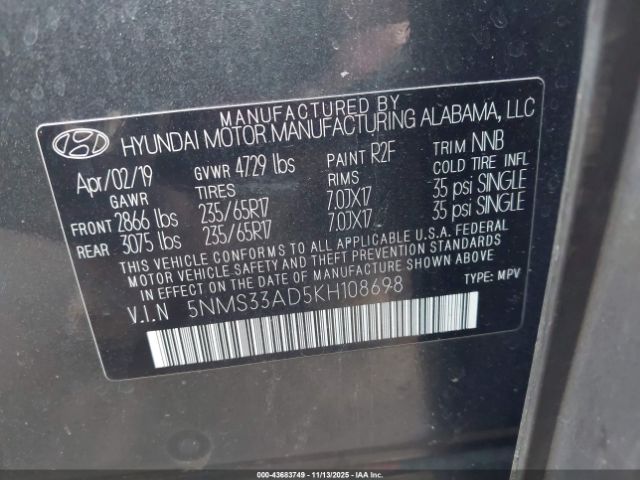 MANUFACTURED BY
HYUNDAI MOTOR MANUFACTURING ALABAMA, LLC
Apr/02/19 GVWR 4729 lbs PAINT R2F TRIM NNB
GAWR TIRES RIMS COLD TIRE INFL
FRONT 2866 lbs 235/65R17 7.0JX17 35 psi SINGLE
REAR 3075 lbs 235/65R17 7.0JX17 35 psi SINGLE
THIS VEHICLE CONFORMS TO ALL APPLICABLE U.S.A. FEDERAL
MOTOR VEHICLE SAFETY, BUMPER, AND THEFT PREVENTION STANDARDS
IN EFFECT ON THE DATE OF MANUFACTURE SHOWN ABOVE.
V.I.N 5NMS33AD5KH108698 TYPE: MPV
000-43683749 - 11/13/2025 - IAA Inc.